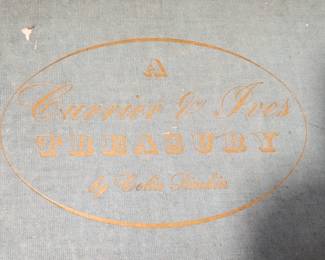 A
Currier & Ives
TREASURY
by Colin Simkin